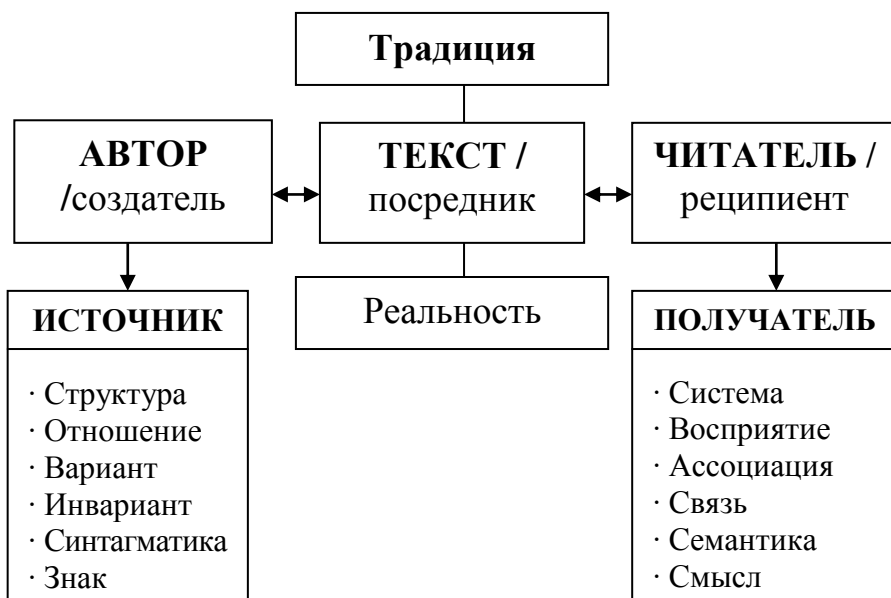 Традиция
АВТОР
/создатель
ТЕКСТ /
посредник
ЧИТАТЕЛЬ /
реципиент
Реальность
ИСТОЧНИК
· Структура
· Отношение
· Вариант
· Инвариант
· Синтагматика
· Знак
ПОЛУЧАТЕЛЬ
· Система
· Восприятие
· Ассоциация
· Связь
· Семантика
· Смысл